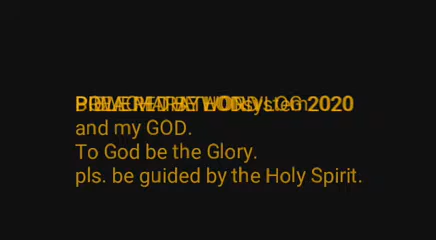 2020
and my GOD.
To God be the Glory.
pls. be guided by the Holy Spirit.